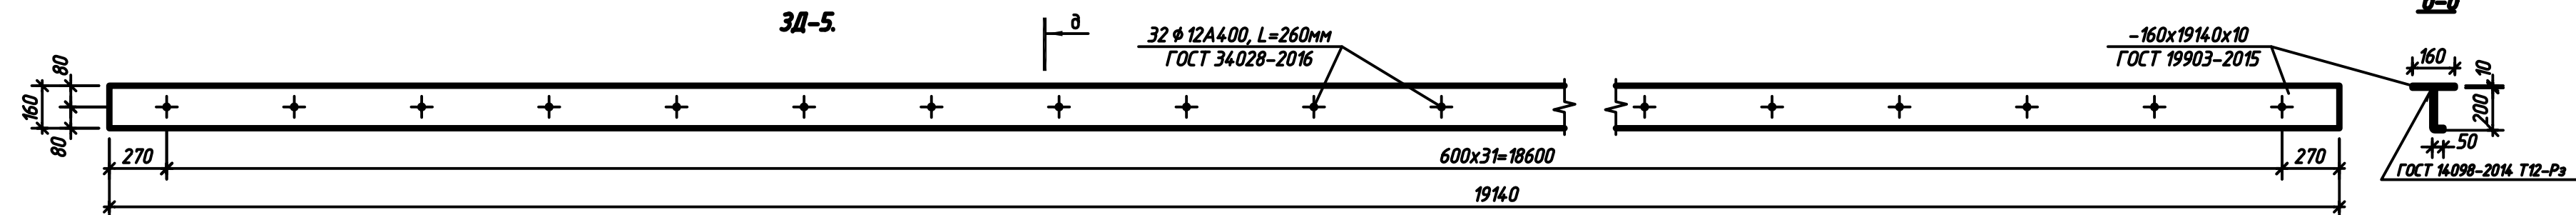 ЗД-5.
д
32 ϕ 12А400, L=260мм
ГОСТ 34028-2016
-160х19140х10
ГОСТ 19903-2015
160
10
80
160
80
200
50
270
600х31=18600
270
ГОСТ 14098-2014 Т12-Рз
19140